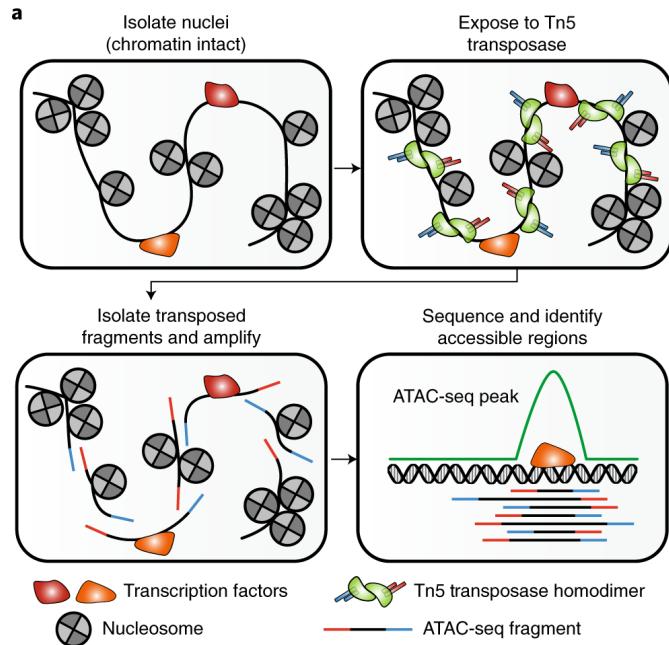 a
Isolate nuclei
(chromatin intact)
Expose to Tn5
transposase
Isolate transposed
fragments and amplify
Sequence and identify
accessible regions
ATAC-seq peak
Transcription factors
Tn5 transposase homodimer
Nucleosome
ATAC-seq fragment